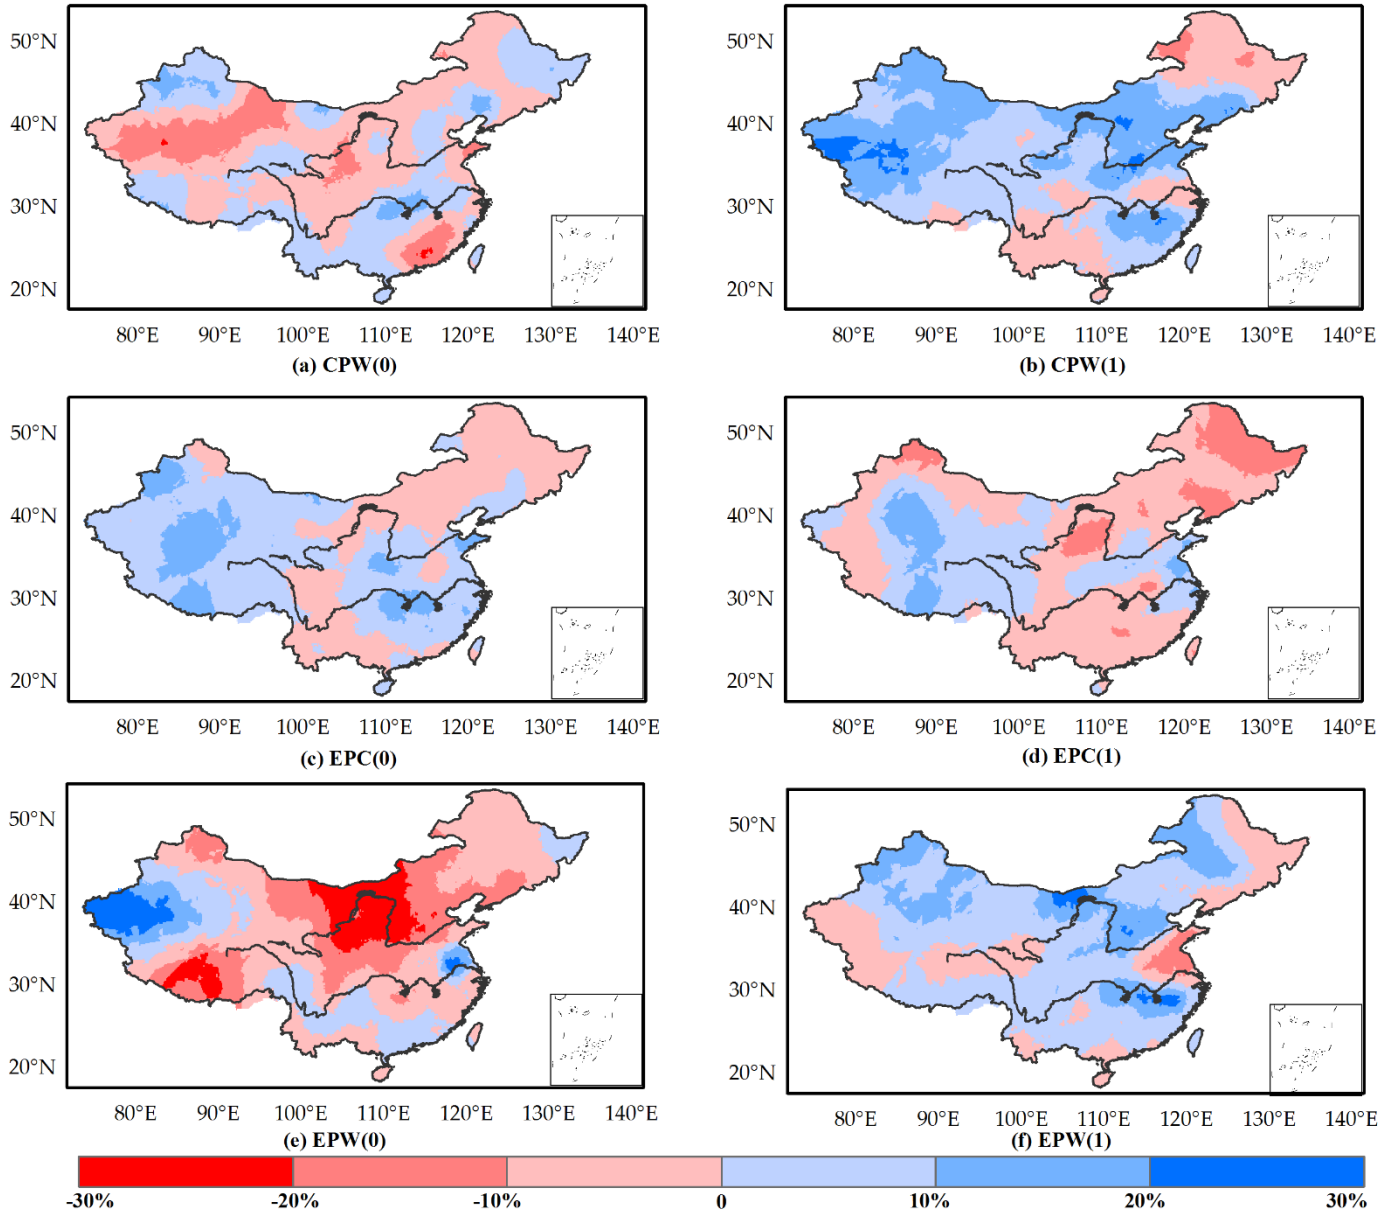 50°N
40°N
30°N
20°N
80°E 90°E 100°E 110°E 120°E 130°E 140°E
(a) CPW(0)
50°N
40°N
30°N
20°N
80°E 90°E 100°E 110°E 120°E 130°E 140°E
(b) CPW(1)
50°N
40°N
30°N
20°N
80°E 90°E 100°E 110°E 120°E 130°E 140°E
(c) EPC(0)
50°N
40°N
30°N
20°N
80°E 90°E 100°E 110°E 120°E 130°E 140°E
(d) EPC(1)
50°N
40°N
30°N
20°N
80°E 90°E 100°E 110°E 120°E 130°E 140°E
(e) EPW(0)
50°N
40°N
30°N
20°N
80°E 90°E 100°E 110°E 120°E 130°E 140°E
(f) EPW(1)
-30% -20% -10% 0 10% 20% 30%